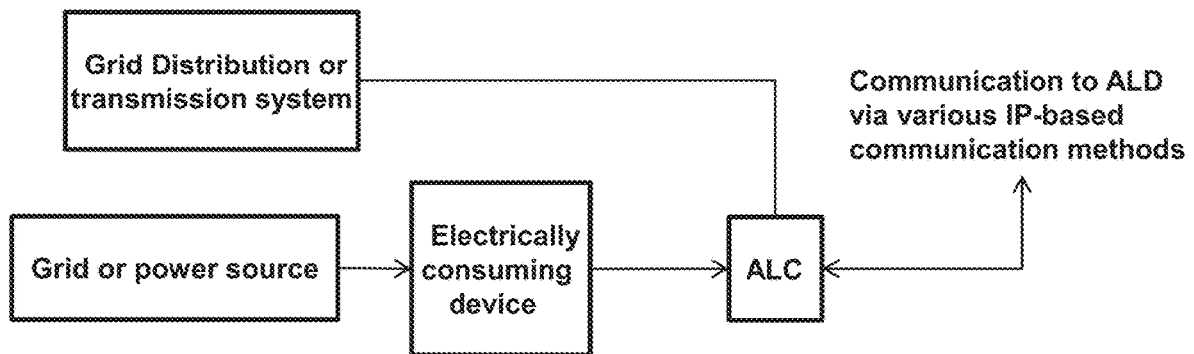 Grid Distribution or
transmission system
Communication to ALD
via various IP-based
communication methods
Grid or power source
Electrically
consuming
device
ALC